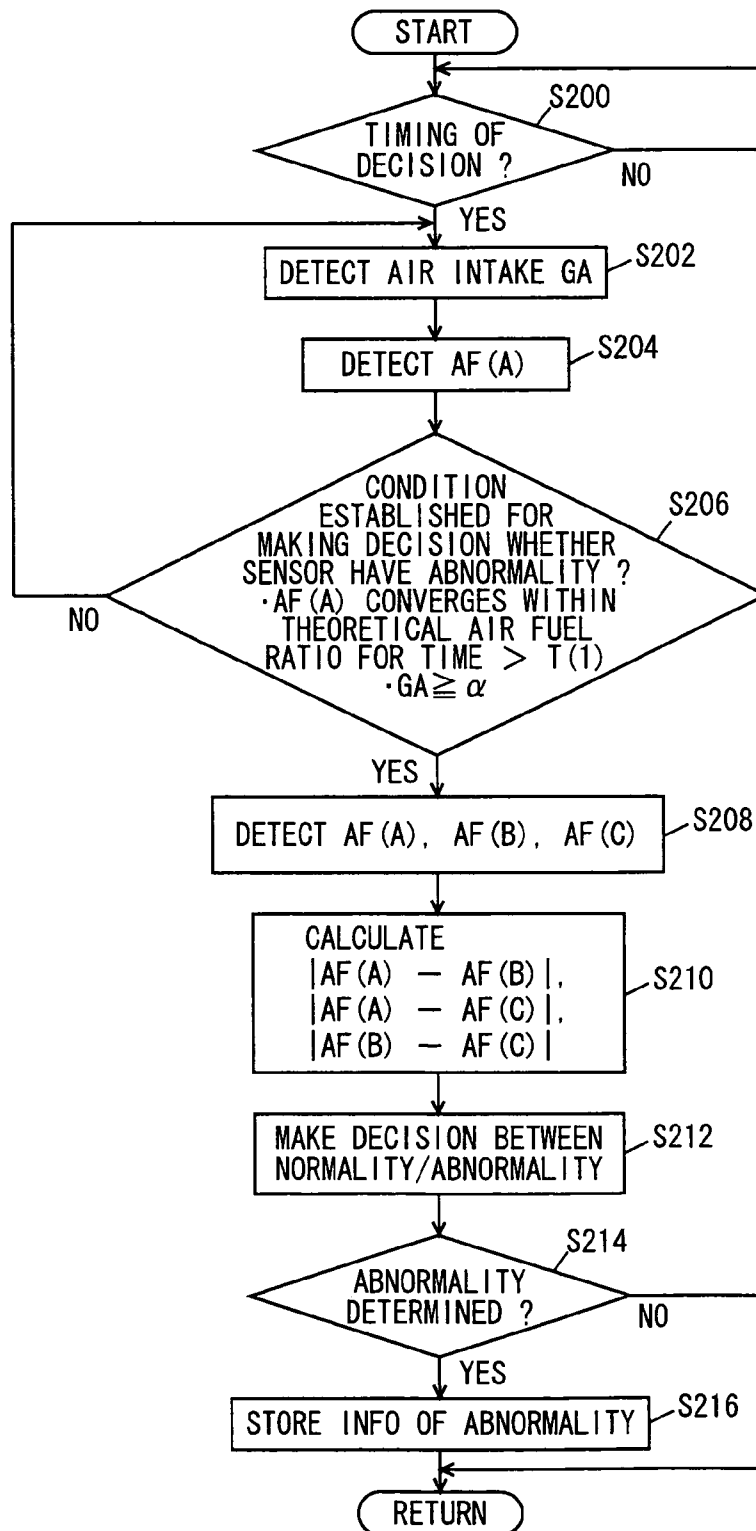 START
S200
TIMING OF
DECISION ?
NO
YES
DETECT AIR INTAKE GA
S202
DETECT AF(A)
S204
CONDITION
ESTABLISHED FOR
MAKING DECISION WHETHER
SENSOR HAVE ABNORMALITY ?
·AF(A) CONVERGES WITHIN
THEORETICAL AIR FUEL
RATIO FOR TIME > T(1)
·GA≧α
S206
NO
YES
DETECT AF(A), AF(B), AF(C)
S208
CALCULATE
|AF(A) − AF(B)|,
|AF(A) − AF(C)|,
|AF(B) − AF(C)|
S210
MAKE DECISION BETWEEN
NORMALITY/ABNORMALITY
S212
S214
ABNORMALITY
DETERMINED ?
NO
YES
STORE INFO OF ABNORMALITY
S216
RETURN